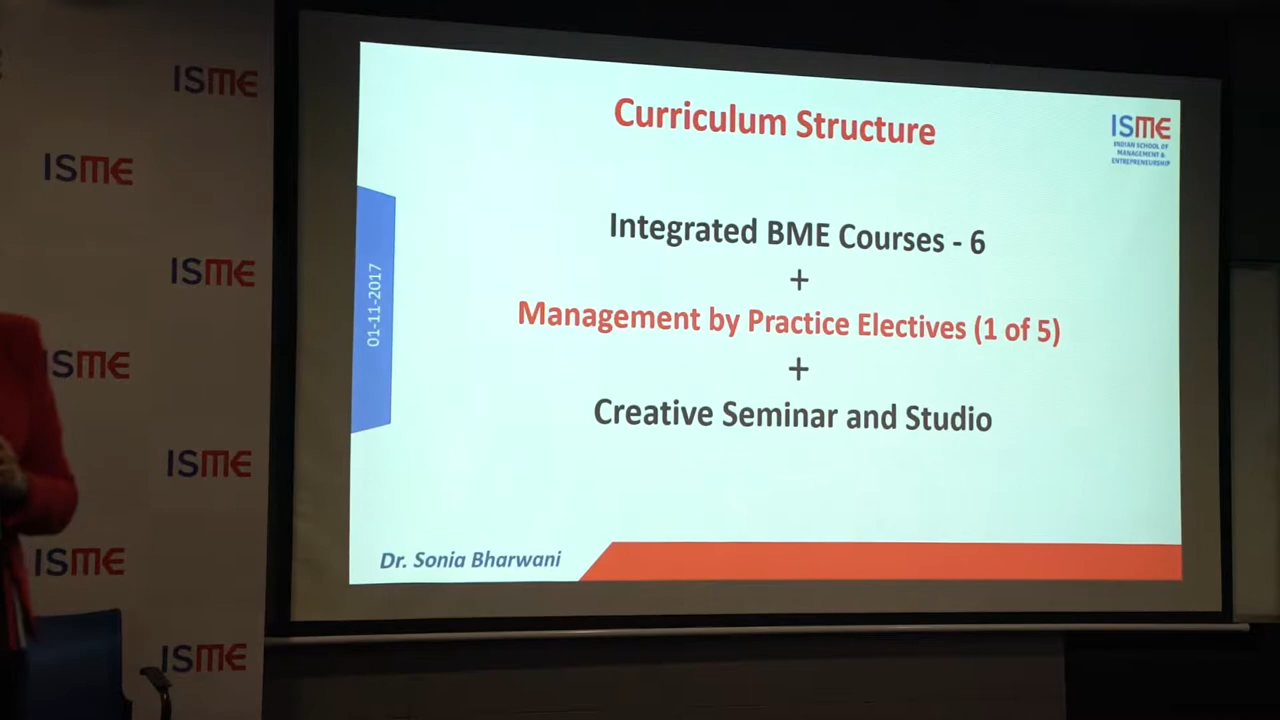 ISME
ISME
ISME
ISME
ISME
ISME
ISME
Curriculum Structure
ISME
INDIAN SCHOOL OF
MANAGEMENT &
ENTREPRENEURSHIP
01-11-2017
Integrated BME Courses - 6
+
Management by Practice Electives (1 of 5)
+
Creative Seminar and Studio
Dr. Sonia Bharwani